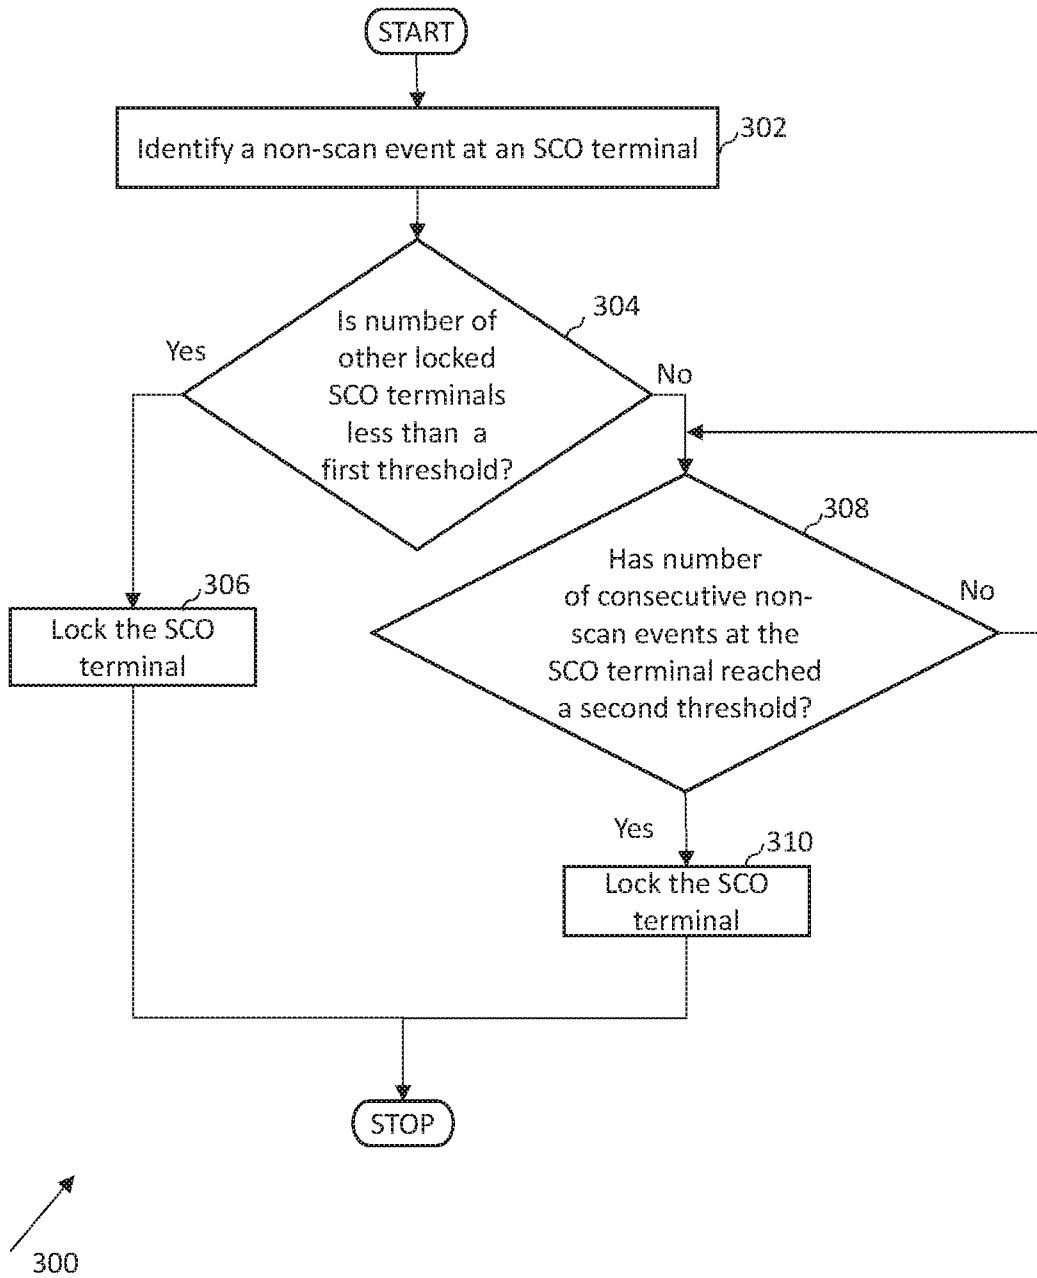 START
302
Identify a non-scan event at an SCO terminal
304
Is number of
other locked
SCO terminals
less than a
first threshold?
Yes
No
308
Has number
of consecutive non-
scan events at the
SCO terminal reached
a second threshold?
No
306
Lock the SCO
terminal
Yes
310
Lock the SCO
terminal
STOP
300